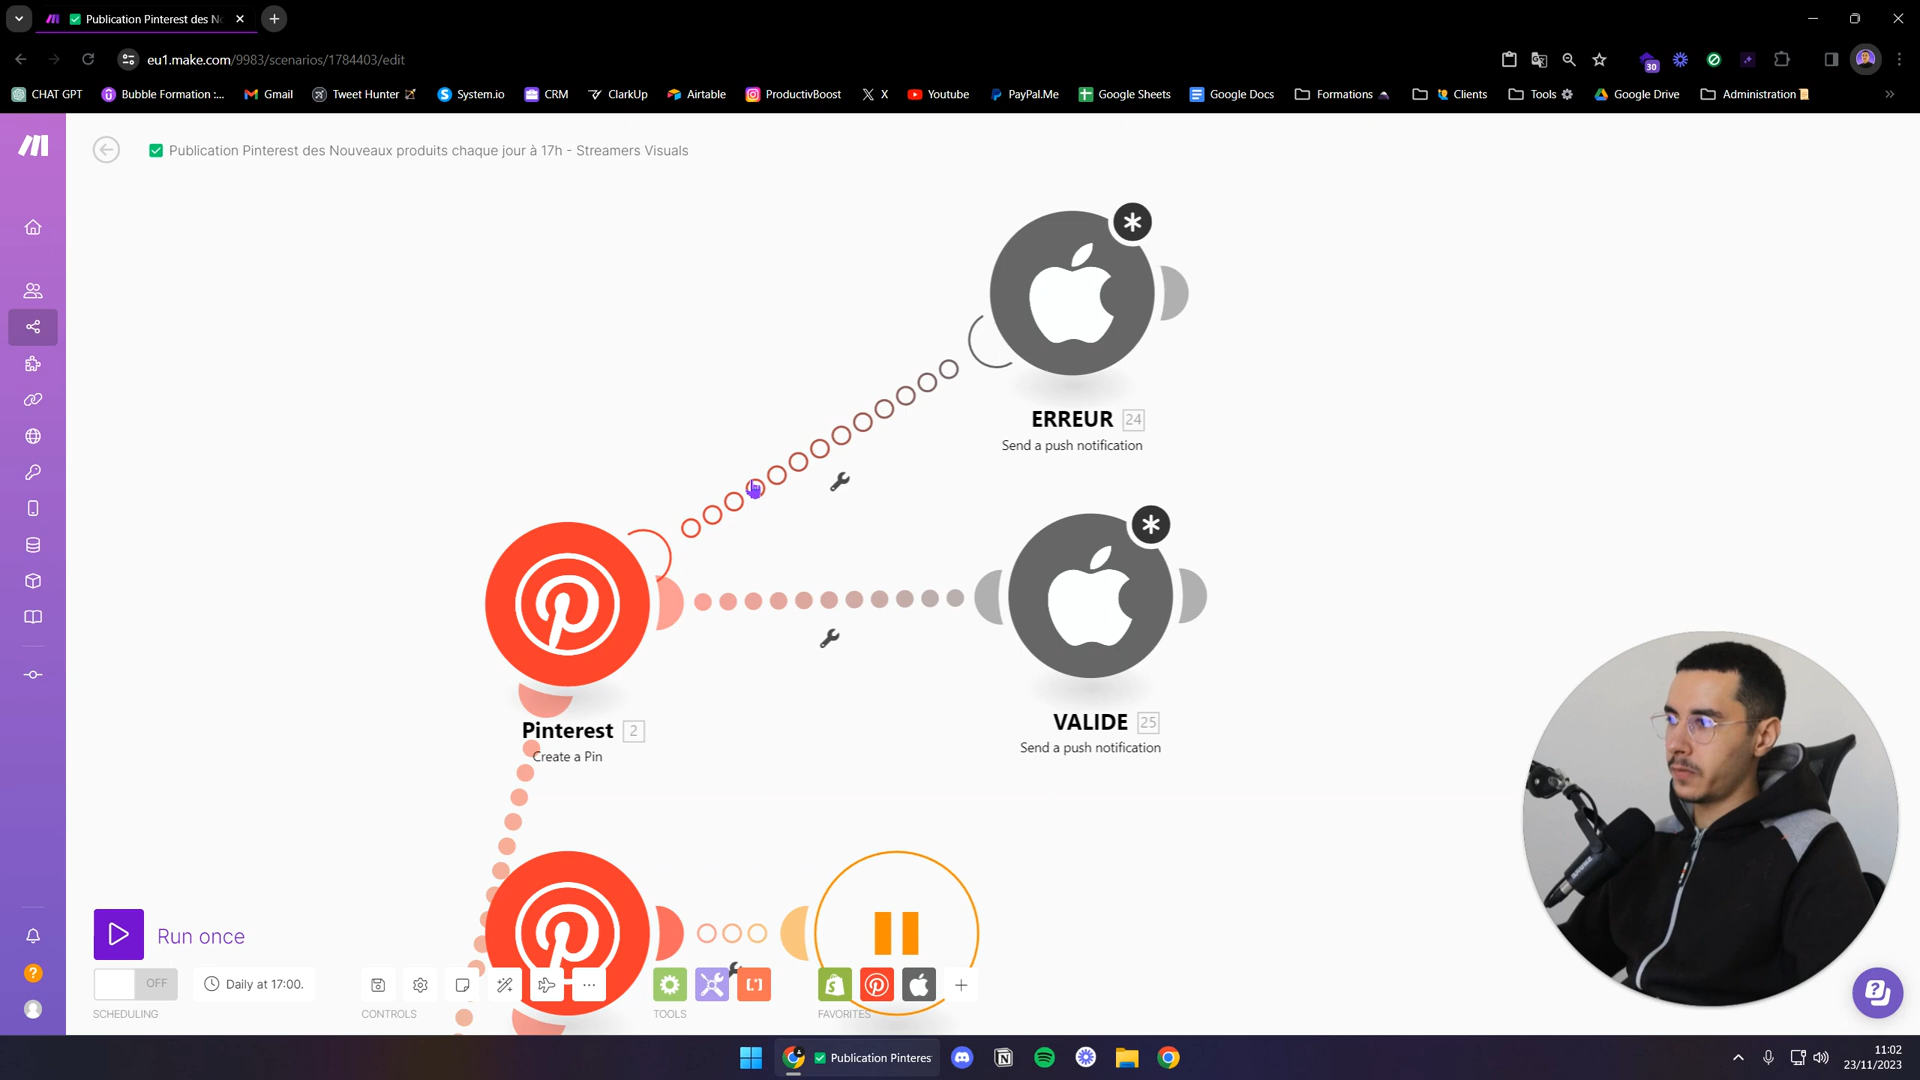 Publication Pinterest des N
eu1.make.com/9983/scenarios/1784403/edit
30
CHAT GPT
Bubble Formation :...
Gmail
Tweet Hunter
System.io
CRM
ClarkUp
Airtable
ProductivBoost
X
Youtube
PayPal.Me
Google Sheets
Google Docs
Formations
Clients
Tools
Google Drive
Administration
Publication Pinterest des Nouveaux produits chaque jour à 17h - Streamers Visuals
ERREUR 24
Send a push notification
Pinterest 2
Create a Pin
VALIDE 25
Send a push notification
Run once
OFF
Daily at 17:00.
SCHEDULING
CONTROLS
TOOLS
FAVORITES
Publication Pinteres
11:02
23/11/2023